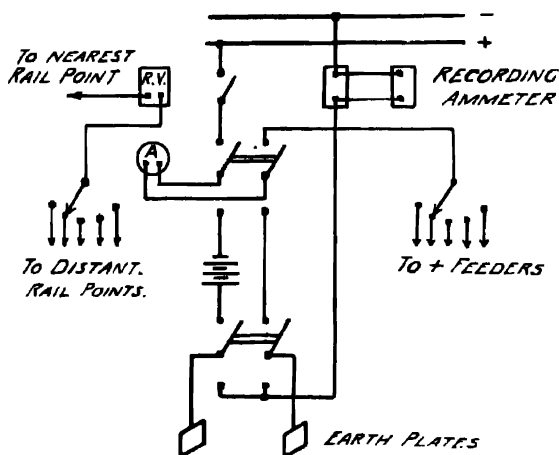 −
+
TO NEAREST
RAIL POINT
R.V.
RECORDING
AMMETER
A
TO DISTANT.
RAIL POINTS.
TO + FEEDERS
EARTH PLATES